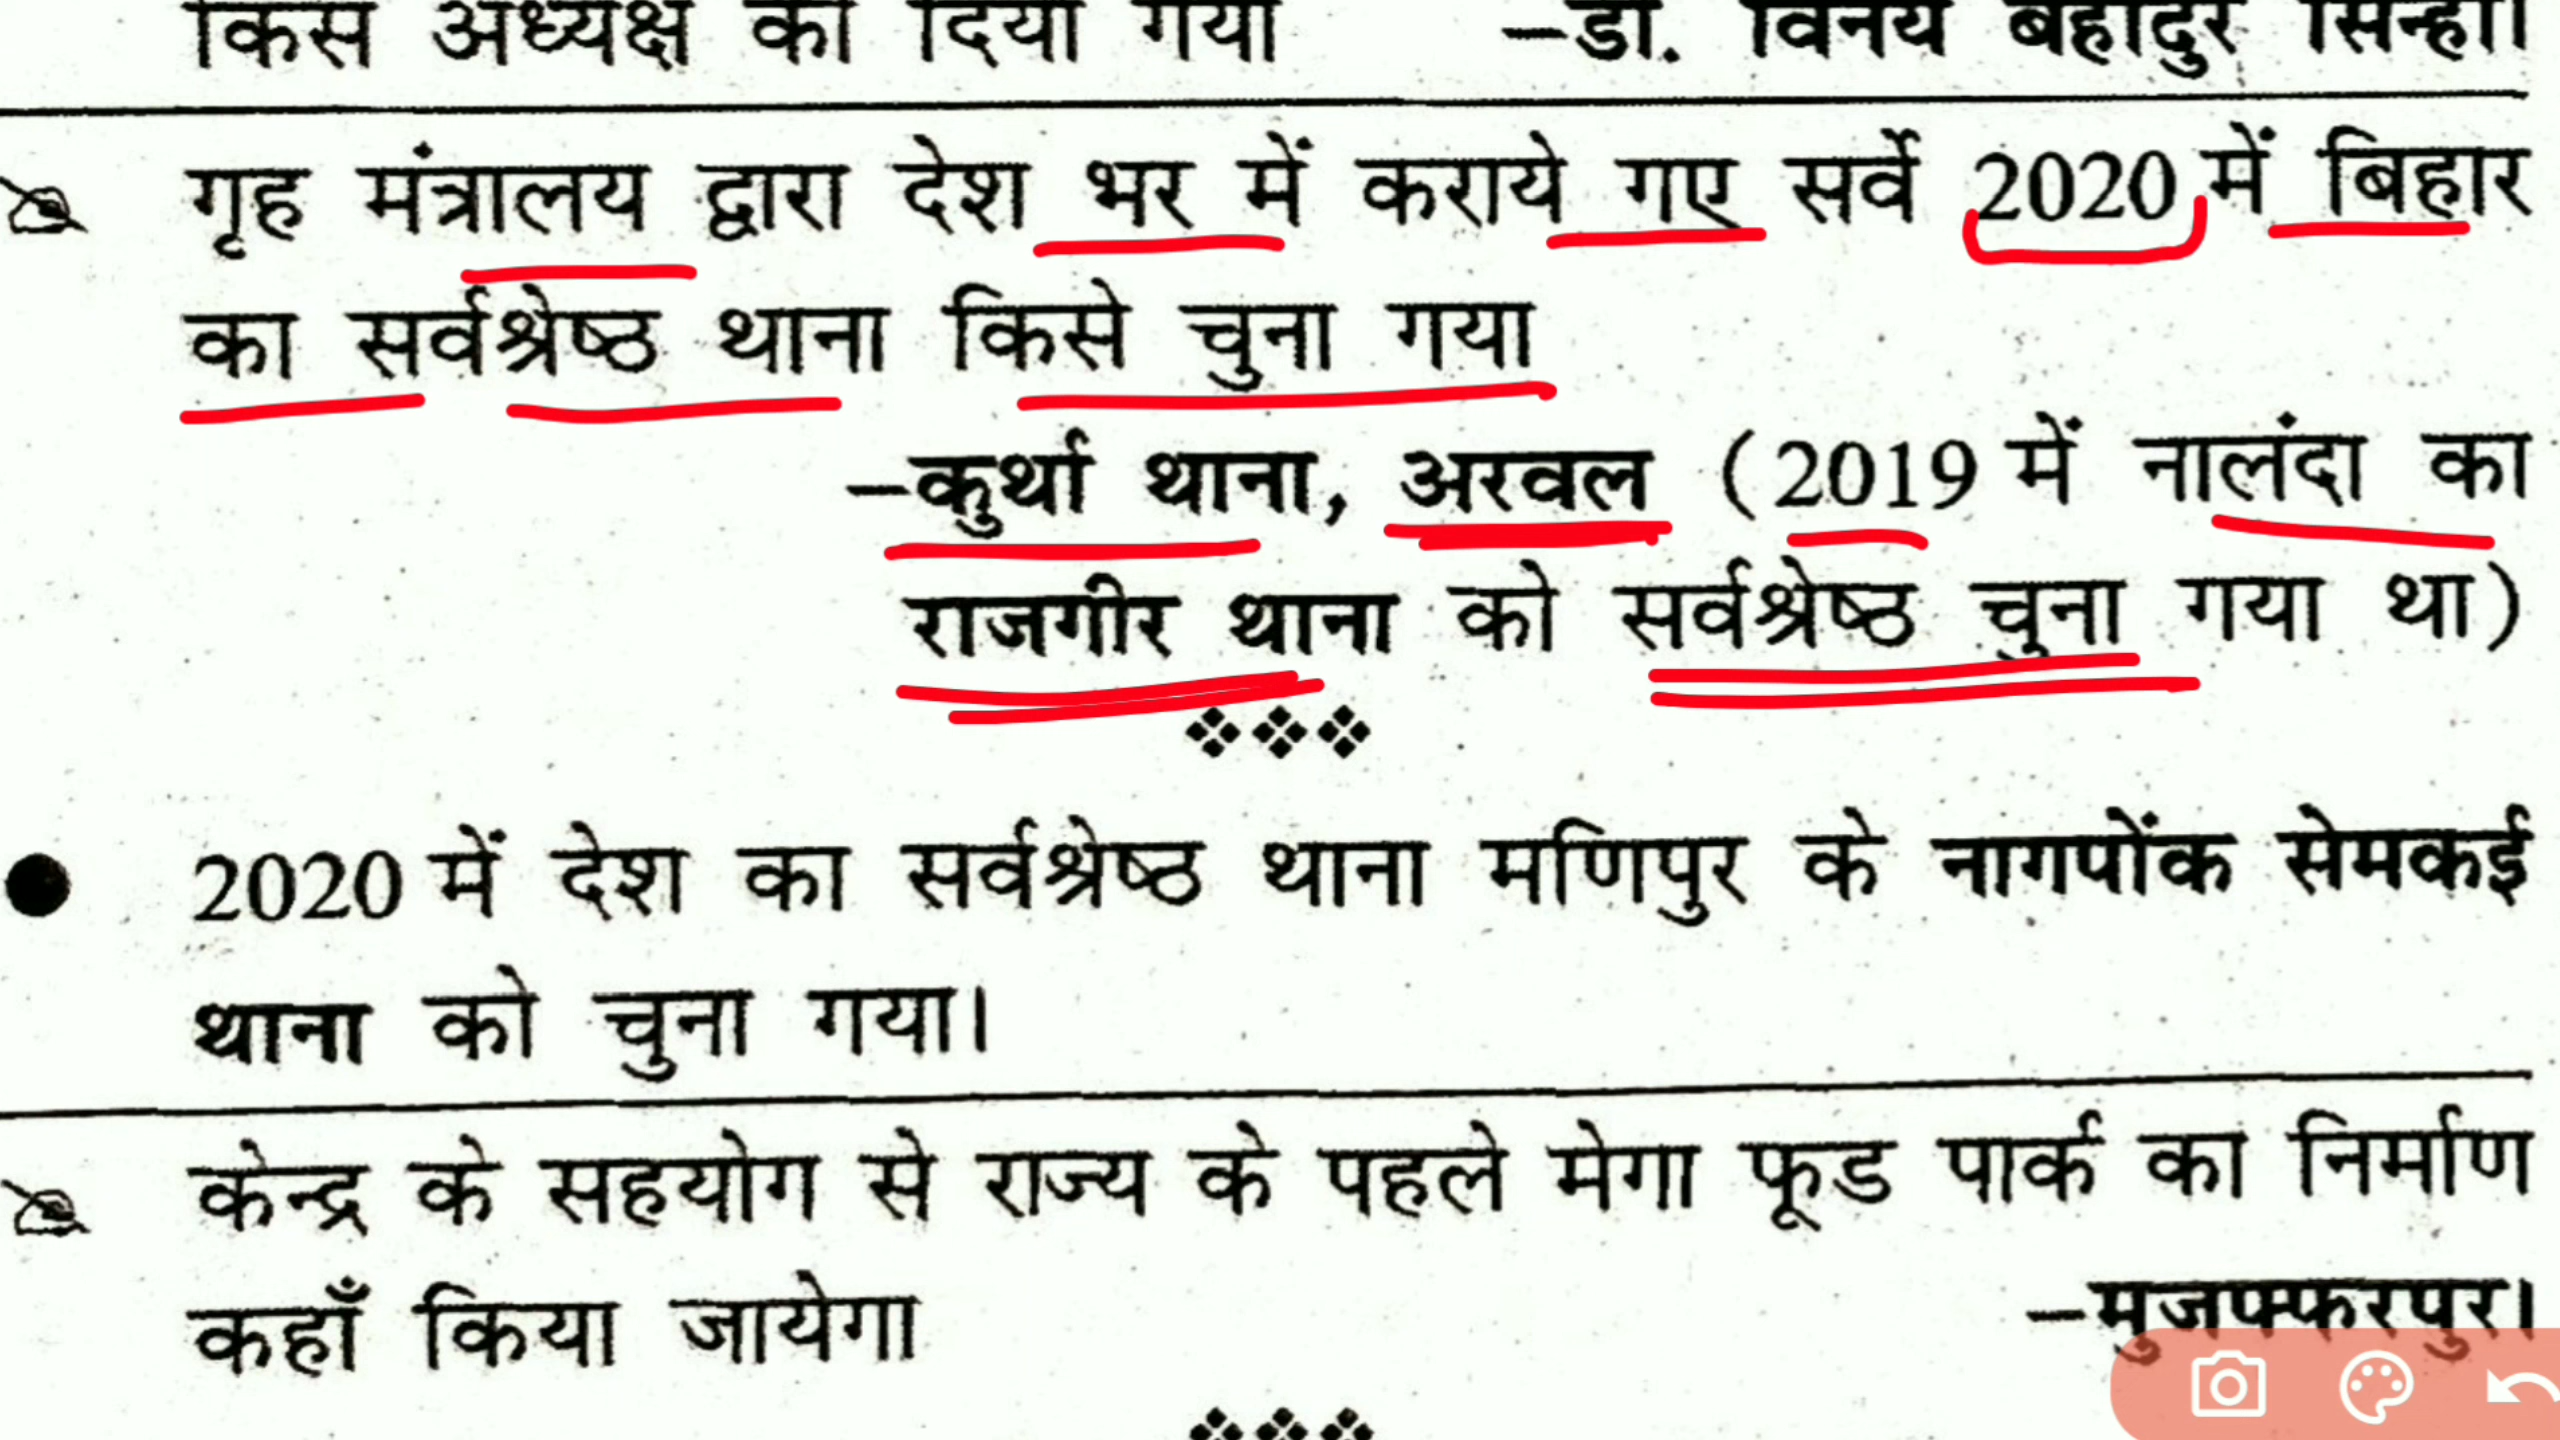 किस अध्यक्ष को दिया गया –डॉ. विनय बहादुर सिन्हा।
गृह मंत्रालय द्वारा देश भर में कराये गए सर्वे 2020 में बिहार
का सर्वश्रेष्ठ थाना किसे चुना गया
–कुर्था थाना, अरवल (2019 में नालंदा का
राजगीर थाना को सर्वश्रेष्ठ चुना गया था)
2020 में देश का सर्वश्रेष्ठ थाना मणिपुर के नागपोंक सेमकई
थाना को चुना गया।
केन्द्र के सहयोग से राज्य के पहले मेगा फूड पार्क का निर्माण
कहाँ किया जायेगा –मुजफ्फरपुर।